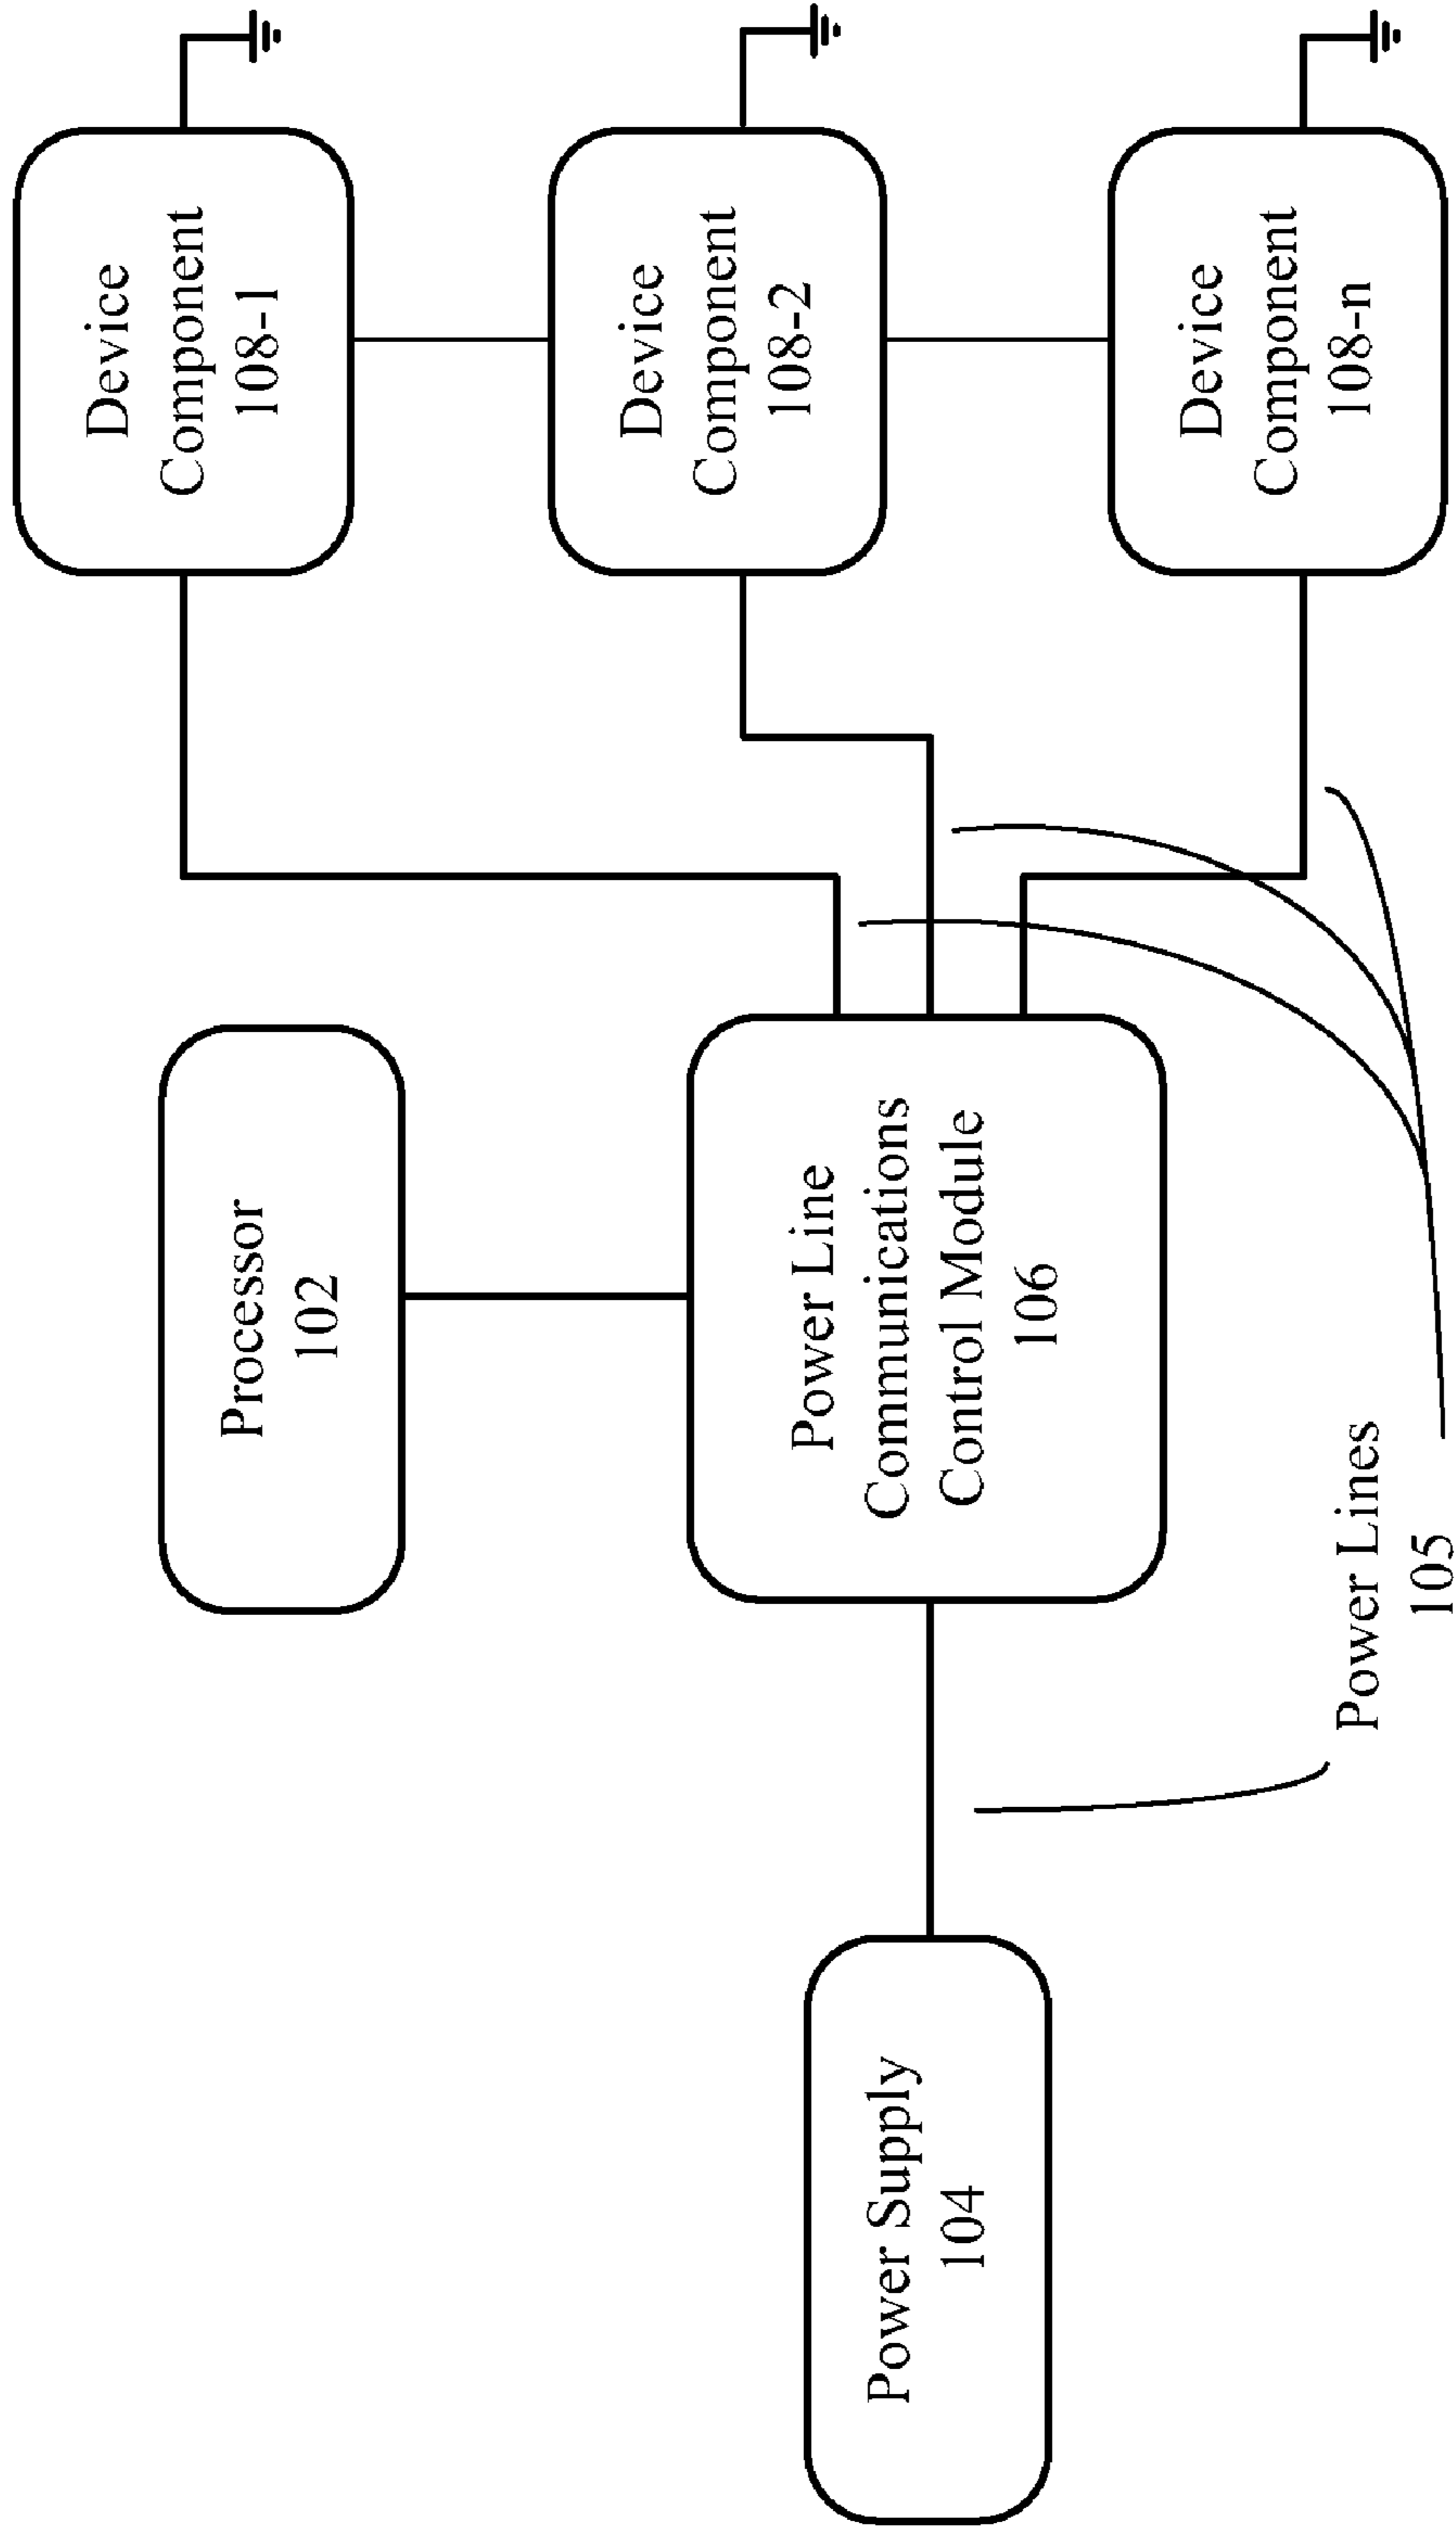 Processor
102
Power Supply
104
Power Line
Communications
Control Module
106
Device
Component
108-1
Device
Component
108-2
Device
Component
108-n
Power Lines
105